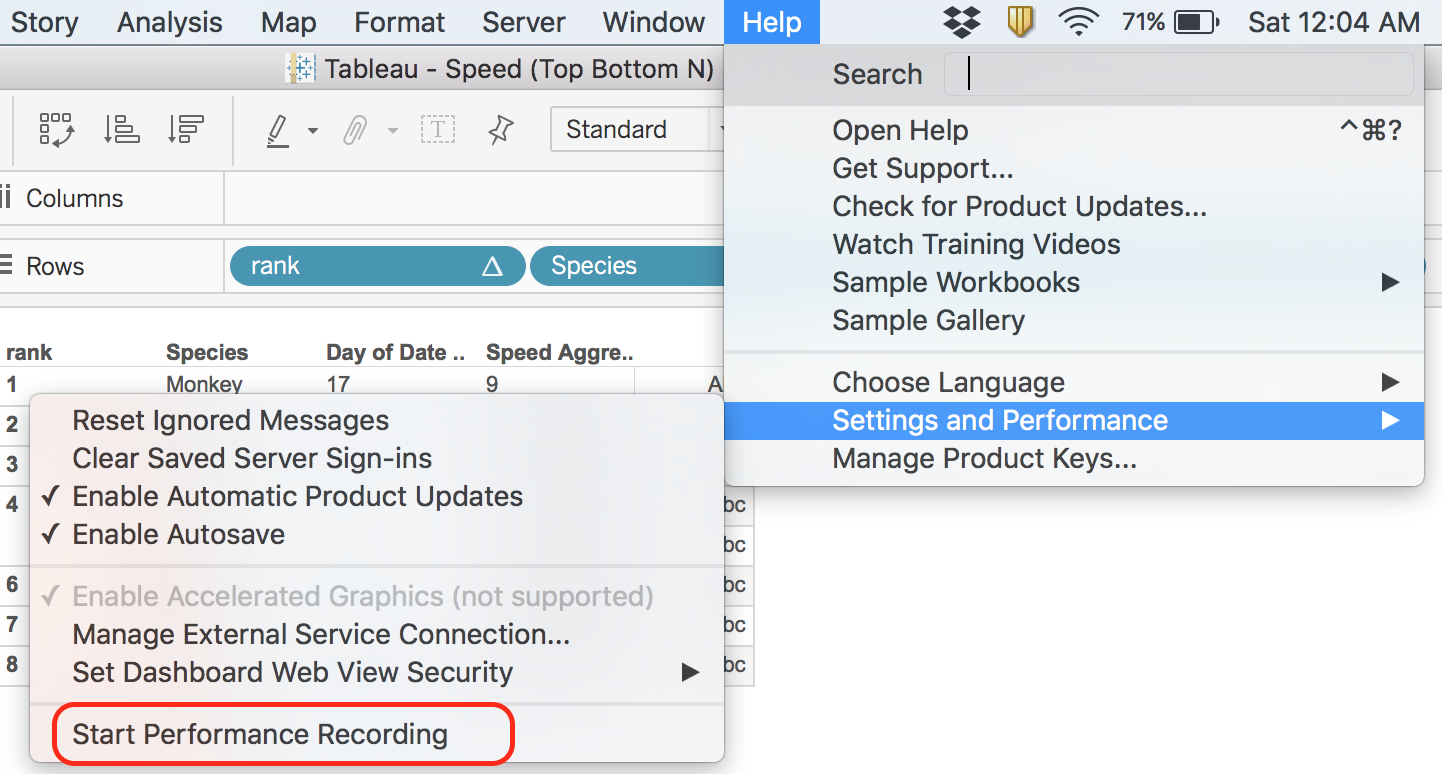 Story Analysis Map Format Server Window Help 71% Sat 12:04 AM
Tableau - Speed (Top Bottom N)
Search
T Standard
Open Help ^⌘?
Get Support...
Check for Product Updates...
Watch Training Videos
Sample Workbooks
Sample Gallery
Choose Language
Settings and Performance
Manage Product Keys...
Columns
Rows rank Species
rank Species Day of Date .. Speed Aggre..
1 Monkey 17 9 A
2
3
4 bc
bc
6 bc
7 bc
8 bc
Reset Ignored Messages
Clear Saved Server Sign-ins
✓ Enable Automatic Product Updates
✓ Enable Autosave
✓ Enable Accelerated Graphics (not supported)
Manage External Service Connection...
Set Dashboard Web View Security
Start Performance Recording